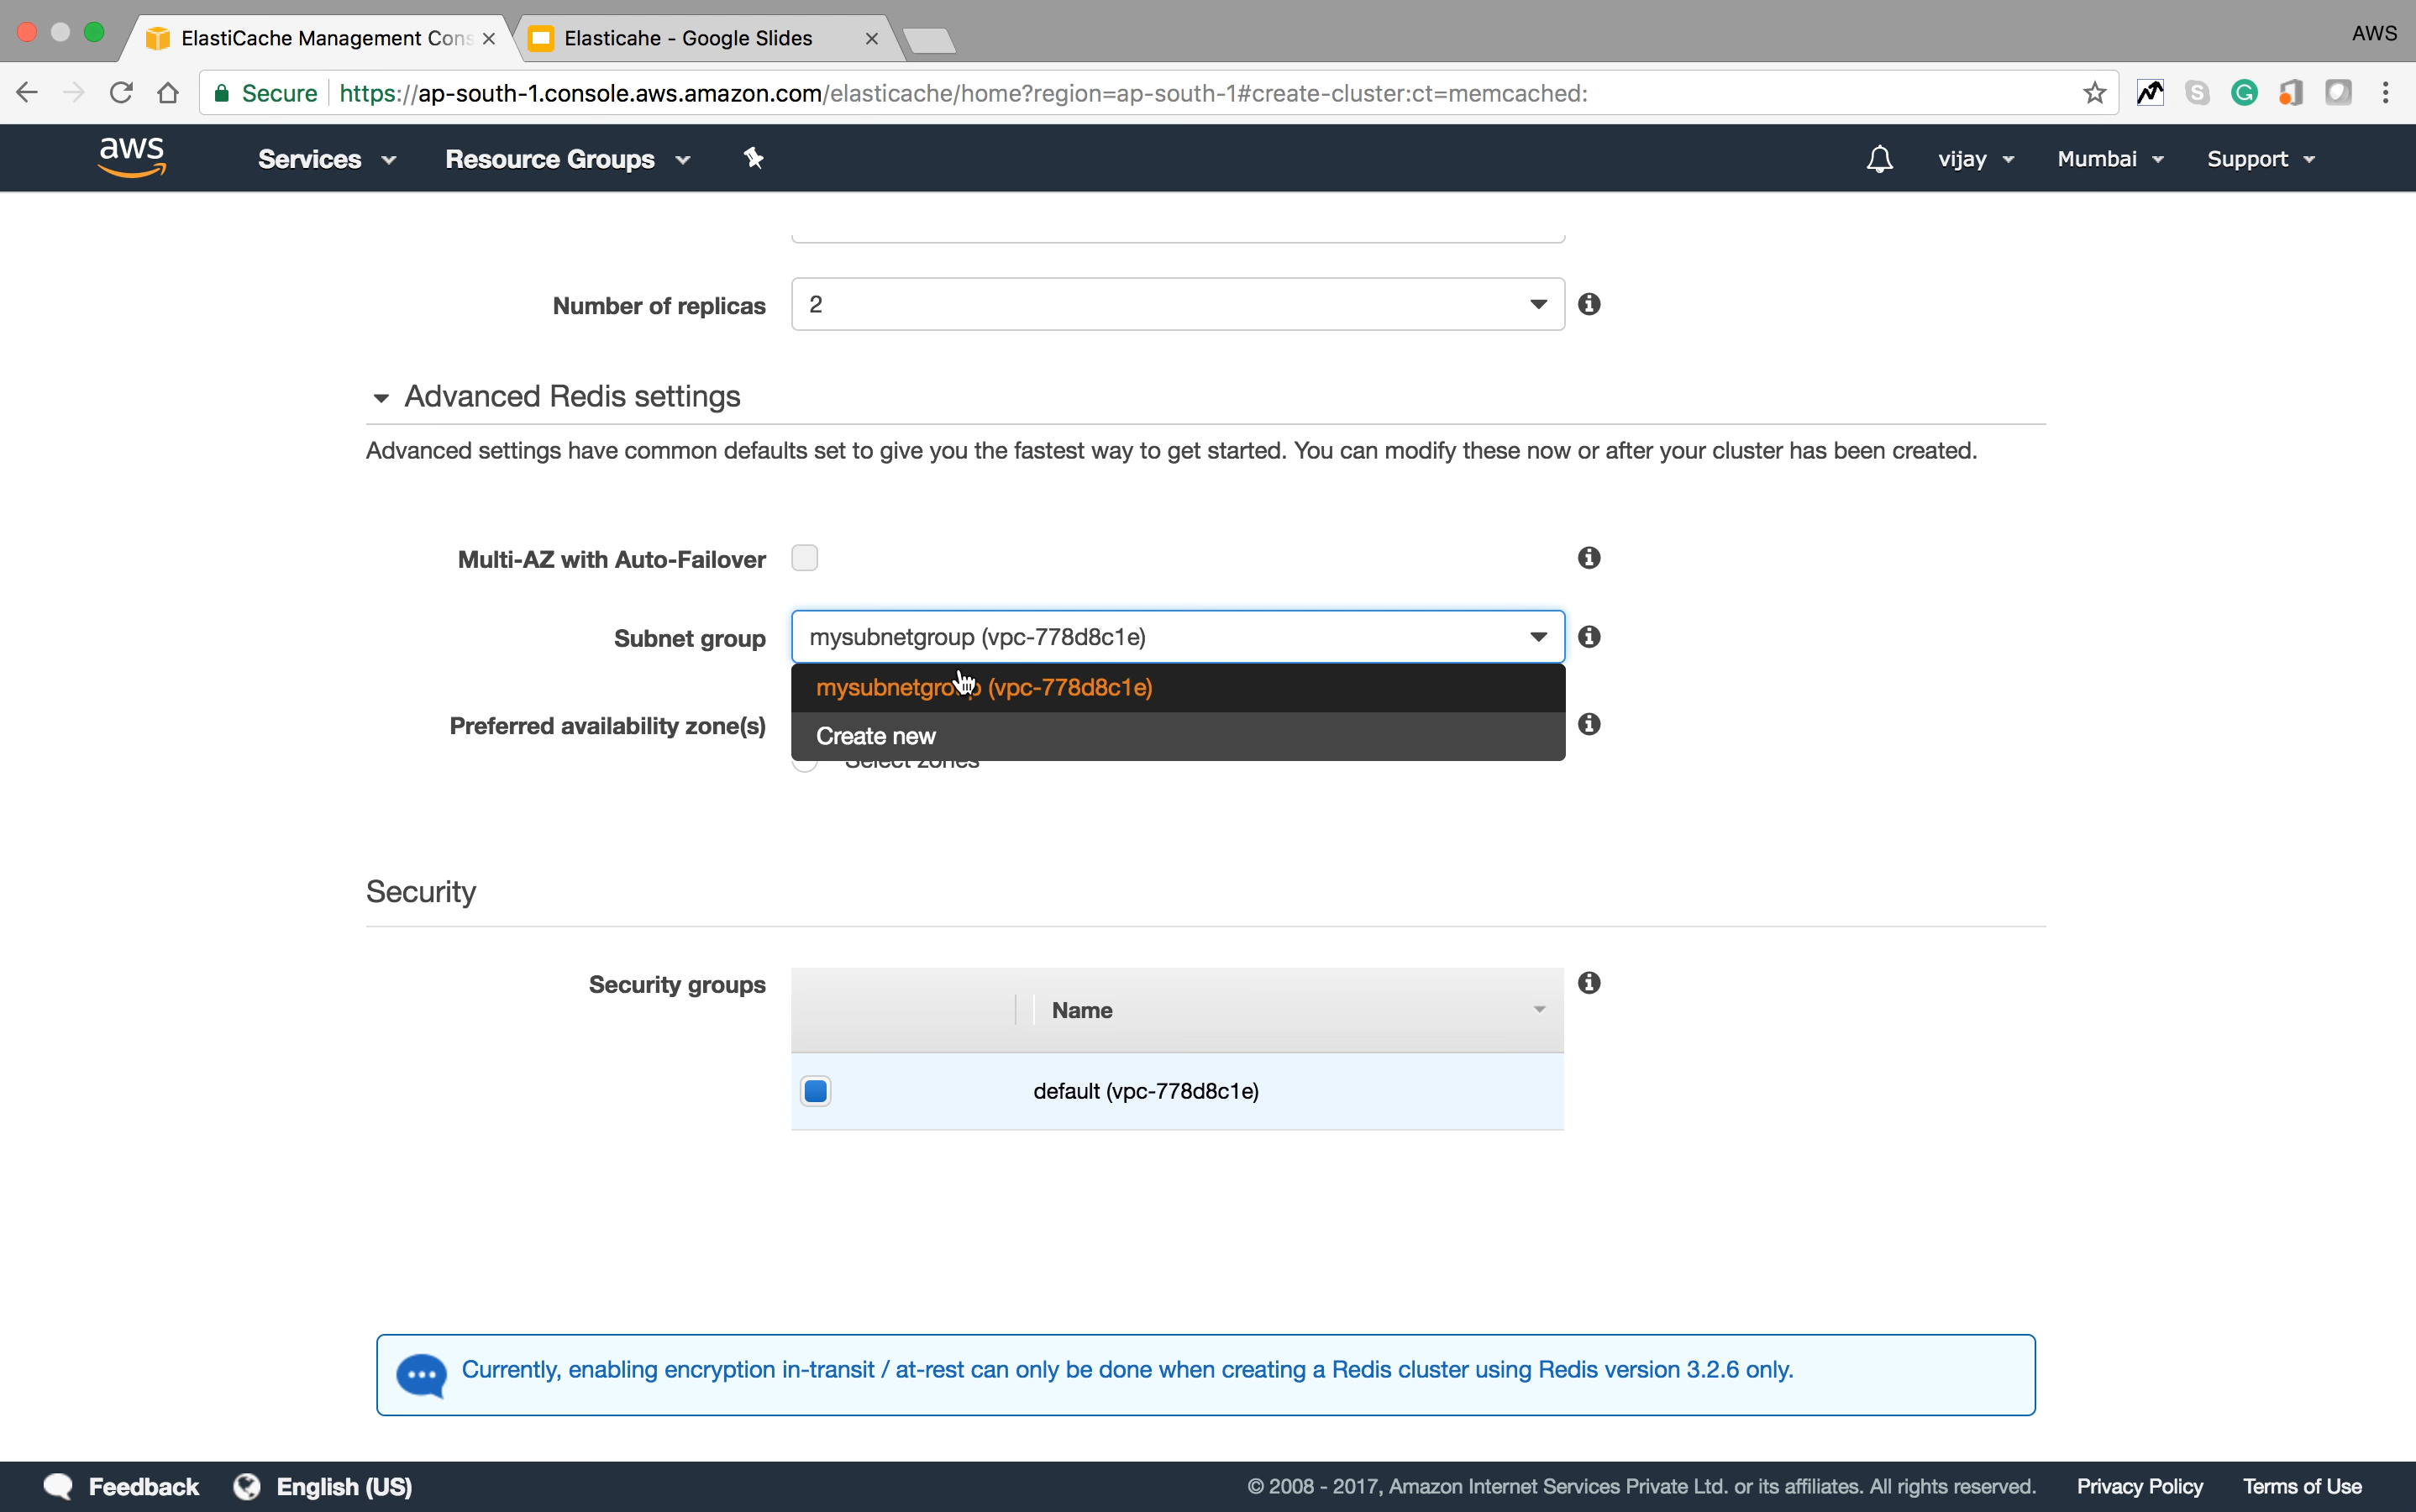 ElastiCache Management Cons
Elasticahe - Google Slides
AWS
Secure
https://ap-south-1.console.aws.amazon.com/elasticache/home?region=ap-south-1#create-cluster:ct=memcached:
aws
Services
Resource Groups
vijay
Mumbai
Support
Number of replicas
2
Advanced Redis settings
Advanced settings have common defaults set to give you the fastest way to get started. You can modify these now or after your cluster has been created.
Multi-AZ with Auto-Failover
Subnet group
mysubnetgroup (vpc-778d8c1e)
mysubnetgroup (vpc-778d8c1e)
Preferred availability zone(s)
Create new
Select zones
Security
Security groups
Name
default (vpc-778d8c1e)
Currently, enabling encryption in-transit / at-rest can only be done when creating a Redis cluster using Redis version 3.2.6 only.
Feedback
English (US)
© 2008 - 2017, Amazon Internet Services Private Ltd. or its affiliates. All rights reserved.
Privacy Policy
Terms of Use